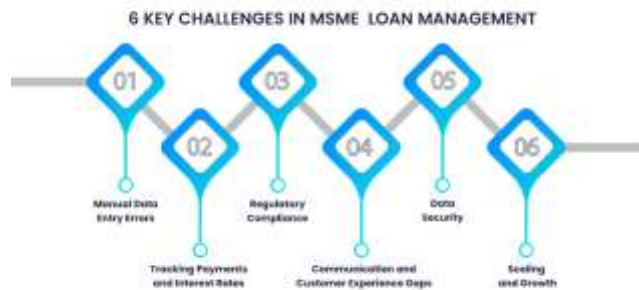 6 KEY CHALLENGES IN MSME LOAN MANAGEMENT
01
Manual Data
Entry Errors
02
Tracking Payments
and Interest Rates
03
Regulatory
Compliance
04
Communication and
Customer Experience Gaps
05
Data
Security
06
Scaling
and Growth